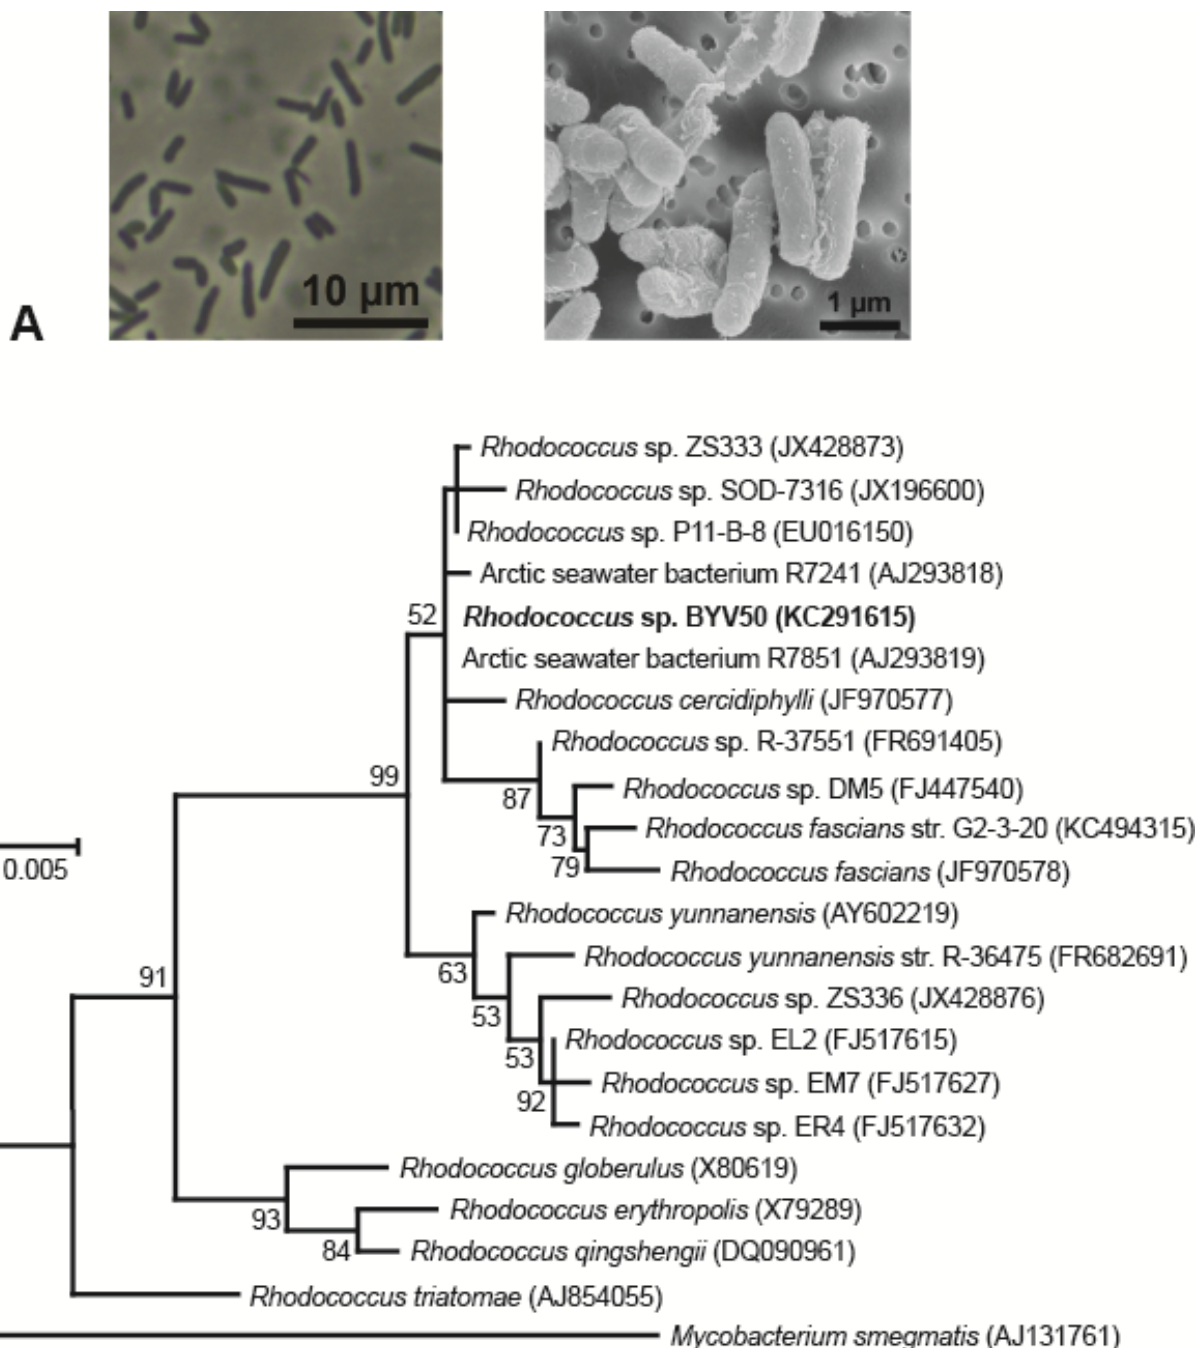 10 µm
1 µm
A
Rhodococcus sp. ZS333 (JX428873)
Rhodococcus sp. SOD-7316 (JX196600)
Rhodococcus sp. P11-B-8 (EU016150)
Arctic seawater bacterium R7241 (AJ293818)
52
Rhodococcus sp. BYV50 (KC291615)
Arctic seawater bacterium R7851 (AJ293819)
Rhodococcus cercidiphylli (JF970577)
Rhodococcus sp. R-37551 (FR691405)
99
87
Rhodococcus sp. DM5 (FJ447540)
73
Rhodococcus fascians str. G2-3-20 (KC494315)
0.005
79
Rhodococcus fascians (JF970578)
Rhodococcus yunnanensis (AY602219)
91
63
Rhodococcus yunnanensis str. R-36475 (FR682691)
53
Rhodococcus sp. ZS336 (JX428876)
53
Rhodococcus sp. EL2 (FJ517615)
92
Rhodococcus sp. EM7 (FJ517627)
Rhodococcus sp. ER4 (FJ517632)
Rhodococcus globerulus (X80619)
93
Rhodococcus erythropolis (X79289)
84
Rhodococcus qingshengii (DQ090961)
Rhodococcus triatomae (AJ854055)
Mycobacterium smegmatis (AJ131761)